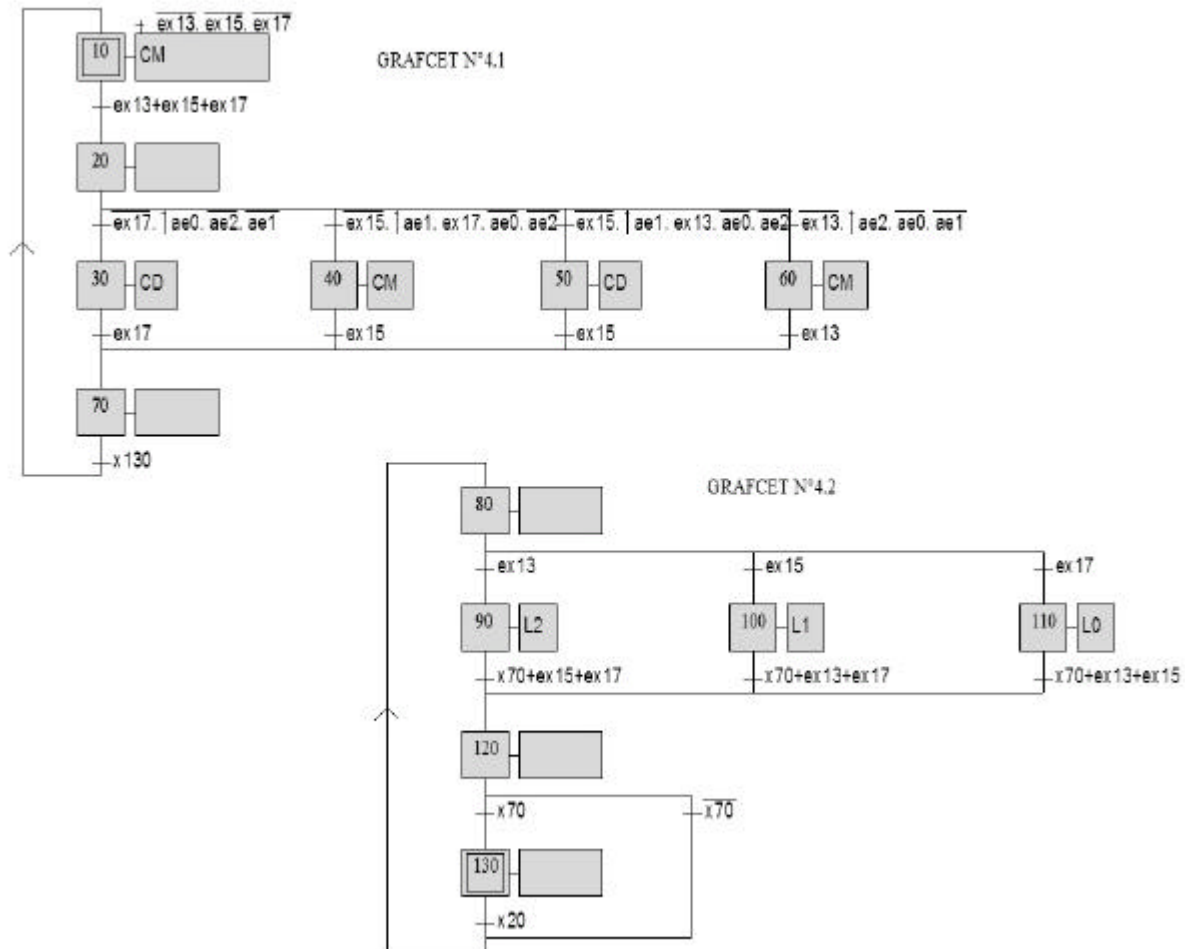 ex13. ex15. ex17
10 CM
GRAFCET N°4.1
ex13+ex15+ex17
20
ex17. ↑ae0. ae2. ae1 ex15. ↑ae1. ex17. ae0. ae2 ex15. ↑ae1. ex13. ae0. ae2 ex13. ↑ae2. ae0. ae1
30 CD 40 CM 50 CD 60 CM
ex17 ex15 ex15 ex13
70
x130
GRAFCET N°4.2
80
ex13 ex15 ex17
90 L2 100 L1 110 L0
x70+ex15+ex17 x70+ex13+ex17 x70+ex13+ex15
120
x70 x70
130
x20